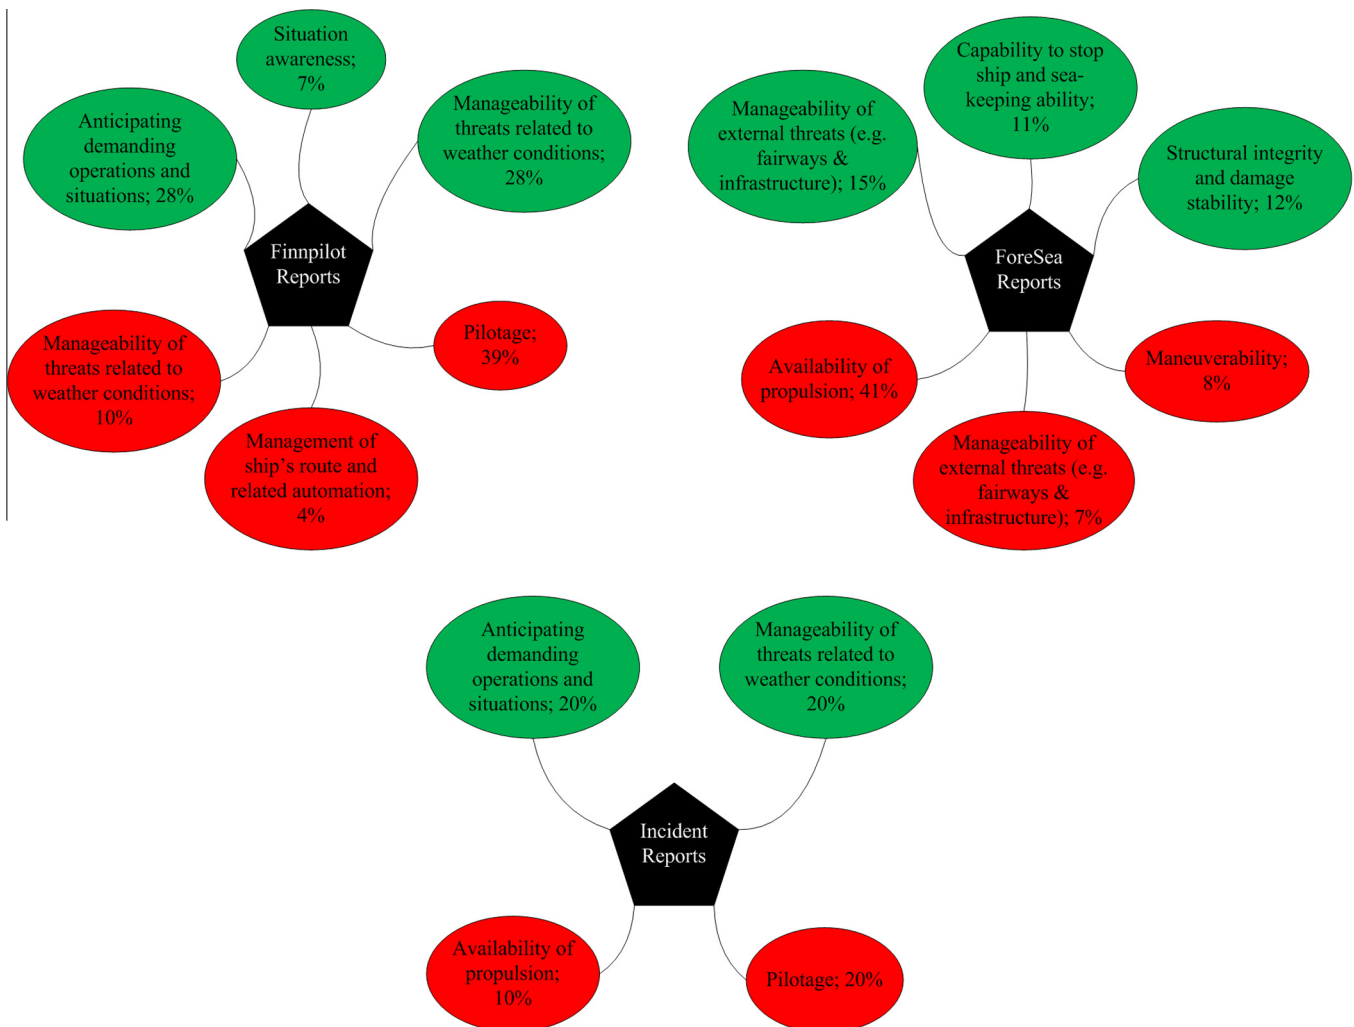 Situation
awareness;
7%
Anticipating
demanding
operations and
situations; 28%
Manageability of
threats related to
weather conditions;
28%
Finnpilot
Reports
Manageability of
threats related to
weather conditions;
10%
Management of
ship's route and
related automation;
4%
Pilotage;
39%
Manageability of
external threats (e.g.
fairways &
infrastructure); 15%
Capability to stop
ship and sea-
keeping ability;
11%
Structural integrity
and damage
stability; 12%
ForeSea
Reports
Availability of
propulsion; 41%
Manageability of
external threats (e.g.
fairways &
infrastructure); 7%
Maneuverability;
8%
Anticipating
demanding
operations and
situations; 20%
Manageability of
threats related to
weather conditions;
20%
Incident
Reports
Availability of
propulsion;
10%
Pilotage; 20%